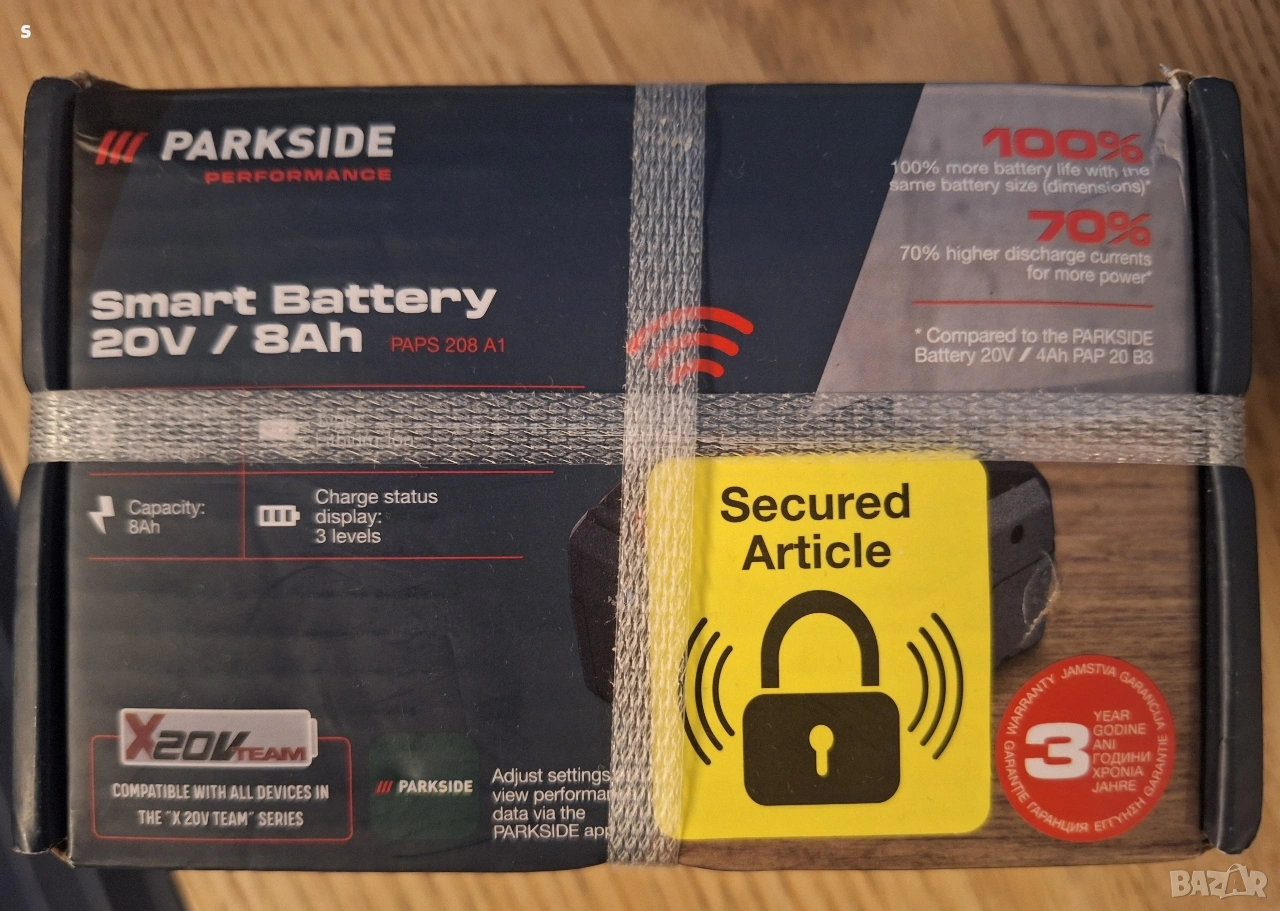 s
PARKSIDE
PERFORMANCE
100%
100% more battery life with the
same battery size (dimensions)*
70%
70% higher discharge currents
for more power*
* Compared to the PARKSIDE
Battery 20V // 4Ah PAP 20 B3
Smart Battery
20V / 8Ah PAPS 208 A1
Capacity:
8Ah
Charge status
display:
3 levels
Secured
Article
X20V TEAM
COMPATIBLE WITH ALL DEVICES IN
THE "X 20V TEAM" SERIES
PARKSIDE
Adjust settings
view performan
data via the
PARKSIDE app
WARRANTY JAMSTVA GARANCIJA
3
YEAR
GODINE
ANI
ГОДИНИ
ΧΡΟΝΙΑ
JAHRE
GARANTIE ГАРАНЦИЯ ΕΓΓΥΗΣΗ GARANTIE
BAZAR